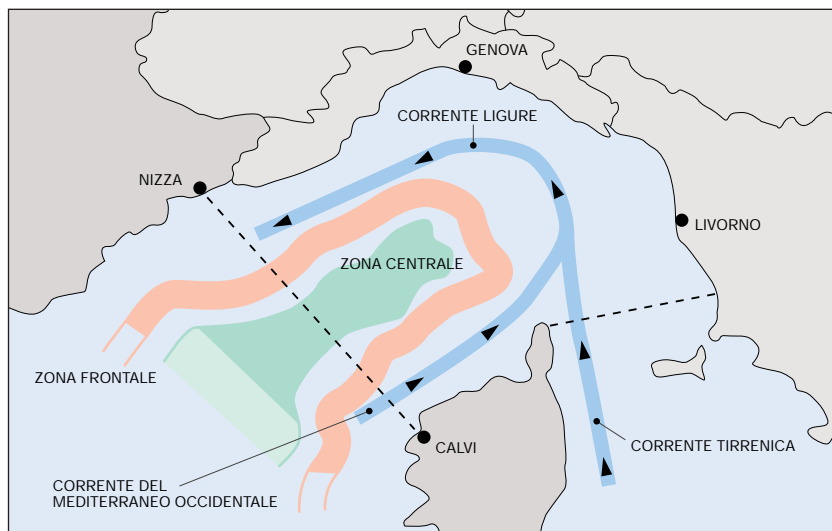 GENOVA
CORRENTE LIGURE
NIZZA
LIVORNO
ZONA CENTRALE
ZONA FRONTALE
CALVI
CORRENTE TIRRENICA
CORRENTE DEL
MEDITERRANEO OCCIDENTALE